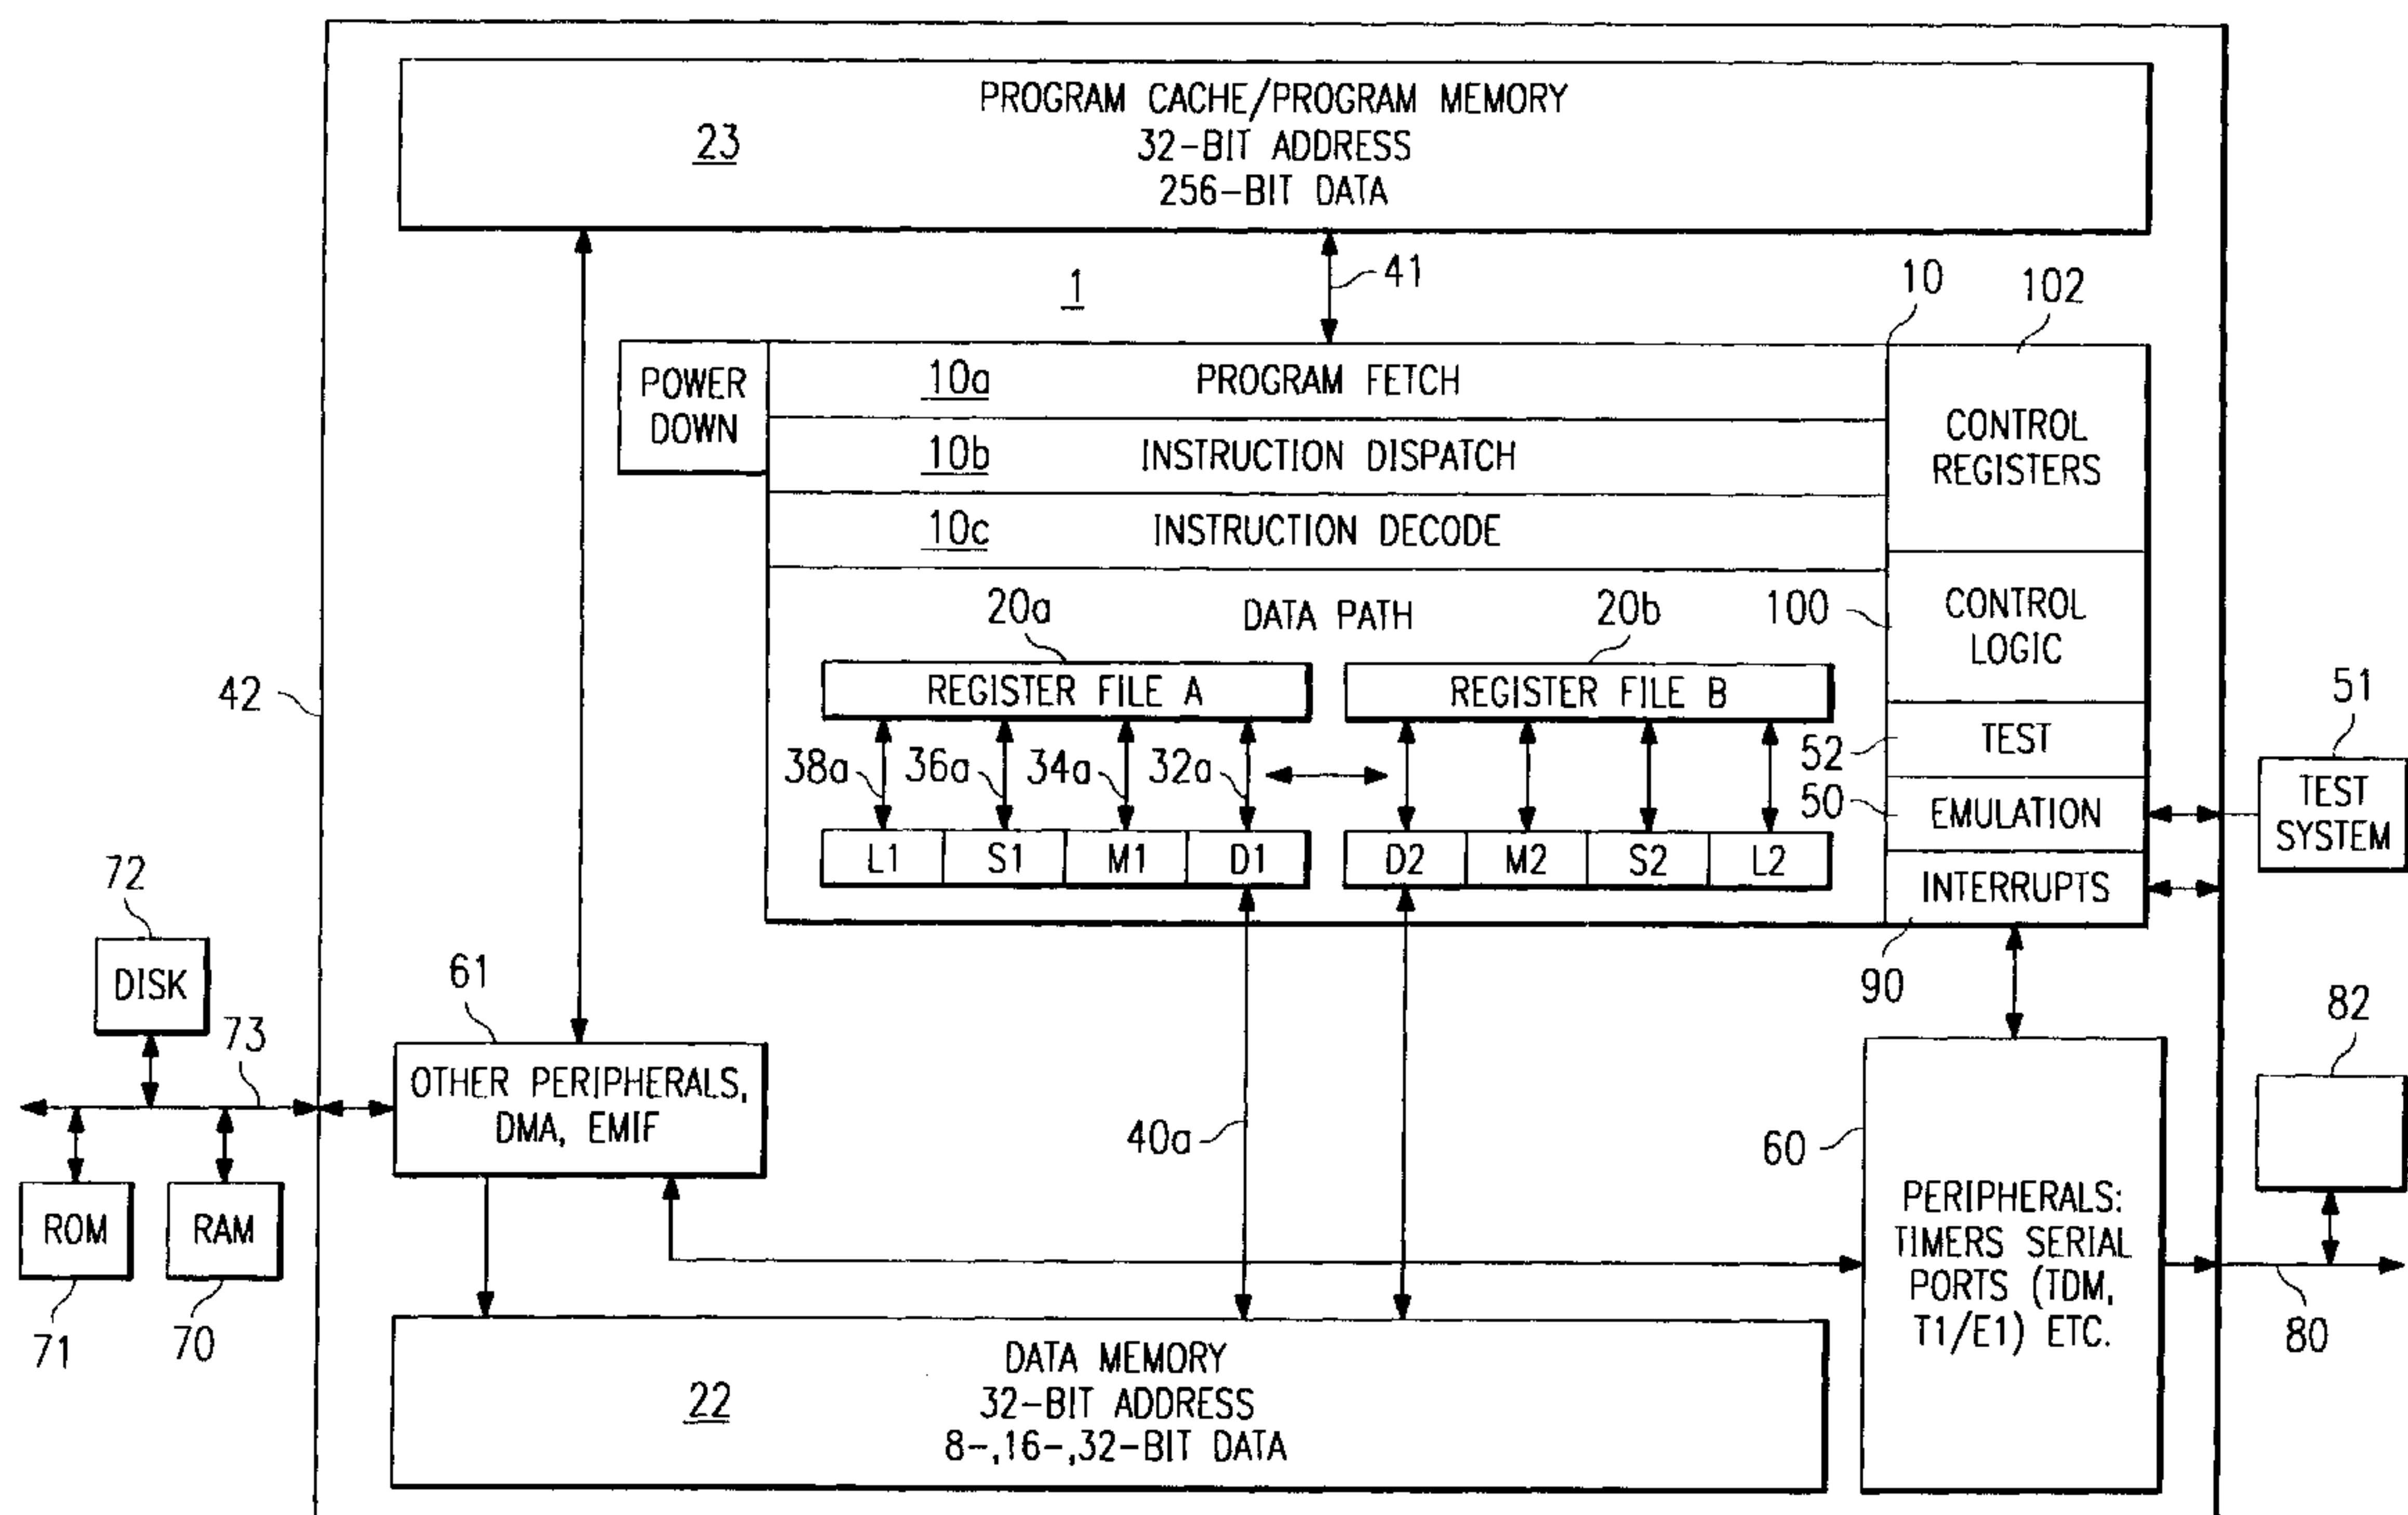 PROGRAM CACHE/PROGRAM MEMORY
32-BIT ADDRESS
256-BIT DATA
23
1
41
10
102
POWER
DOWN
10a
PROGRAM FETCH
10b
INSTRUCTION DISPATCH
10c
INSTRUCTION DECODE
CONTROL
REGISTERS
20a
DATA PATH
20b
100
CONTROL
LOGIC
42
REGISTER FILE A
REGISTER FILE B
51
38a
36a
34a
32a
52
TEST
50
EMULATION
TEST
SYSTEM
L1
S1
M1
D1
D2
M2
S2
L2
INTERRUPTS
72
DISK
61
90
82
73
OTHER PERIPHERALS,
DMA, EMIF
40a
60
ROM
RAM
PERIPHERALS:
TIMERS SERIAL
PORTS (TDM,
T1/E1) ETC.
71
70
80
DATA MEMORY
32-BIT ADDRESS
8-,16-,32-BIT DATA
22